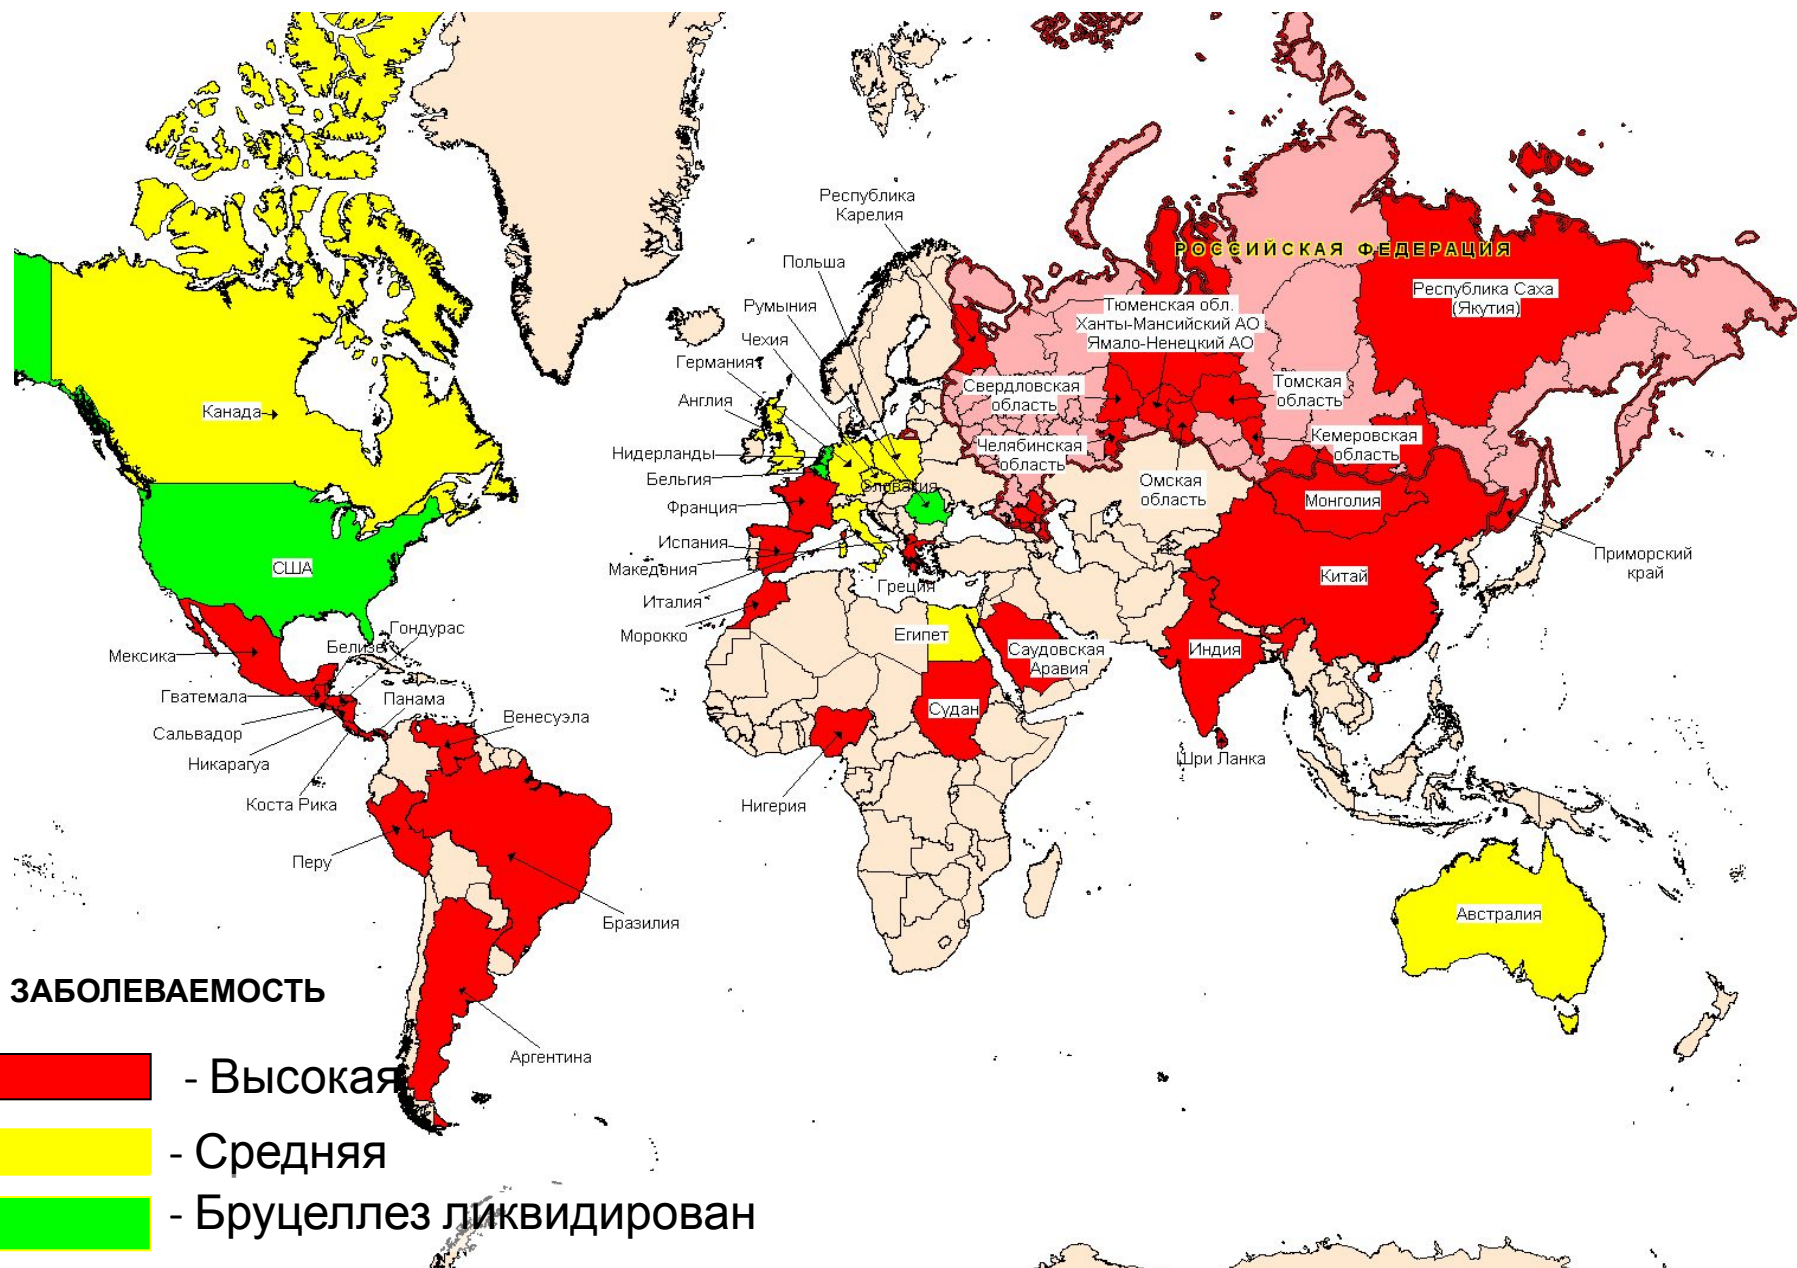 Республика
Карелия
РОССИЙСКАЯ ФЕДЕРАЦИЯ
Польша
Республика Саха
(Якутия)
Румыния
Тюменская обл.
Ханты-Мансийский АО
Ямало-Ненецкий АО
Чехия
Германия
Свердловская
область
Томская
область
Англия
Канада
Челябинская
область
Кемеровская
область
Нидерланды
Бельгия
Словакия
Омская
область
Монголия
Франция
Испания
Приморский
край
Македония
США
Китай
Греция
Италия
Морокко
Гондурас
Египет
Белизе
Мексика
Саудовская
Аравия
Индия
Гватемала
Панама
Судан
Венесуэла
Сальвадор
Никарагуа
Шри Ланка
Коста Рика
Нигерия
Перу
Бразилия
Австралия
ЗАБОЛЕВАЕМОСТЬ
Аргентина
- Высокая
- Средняя
- Бруцеллез ликвидирован